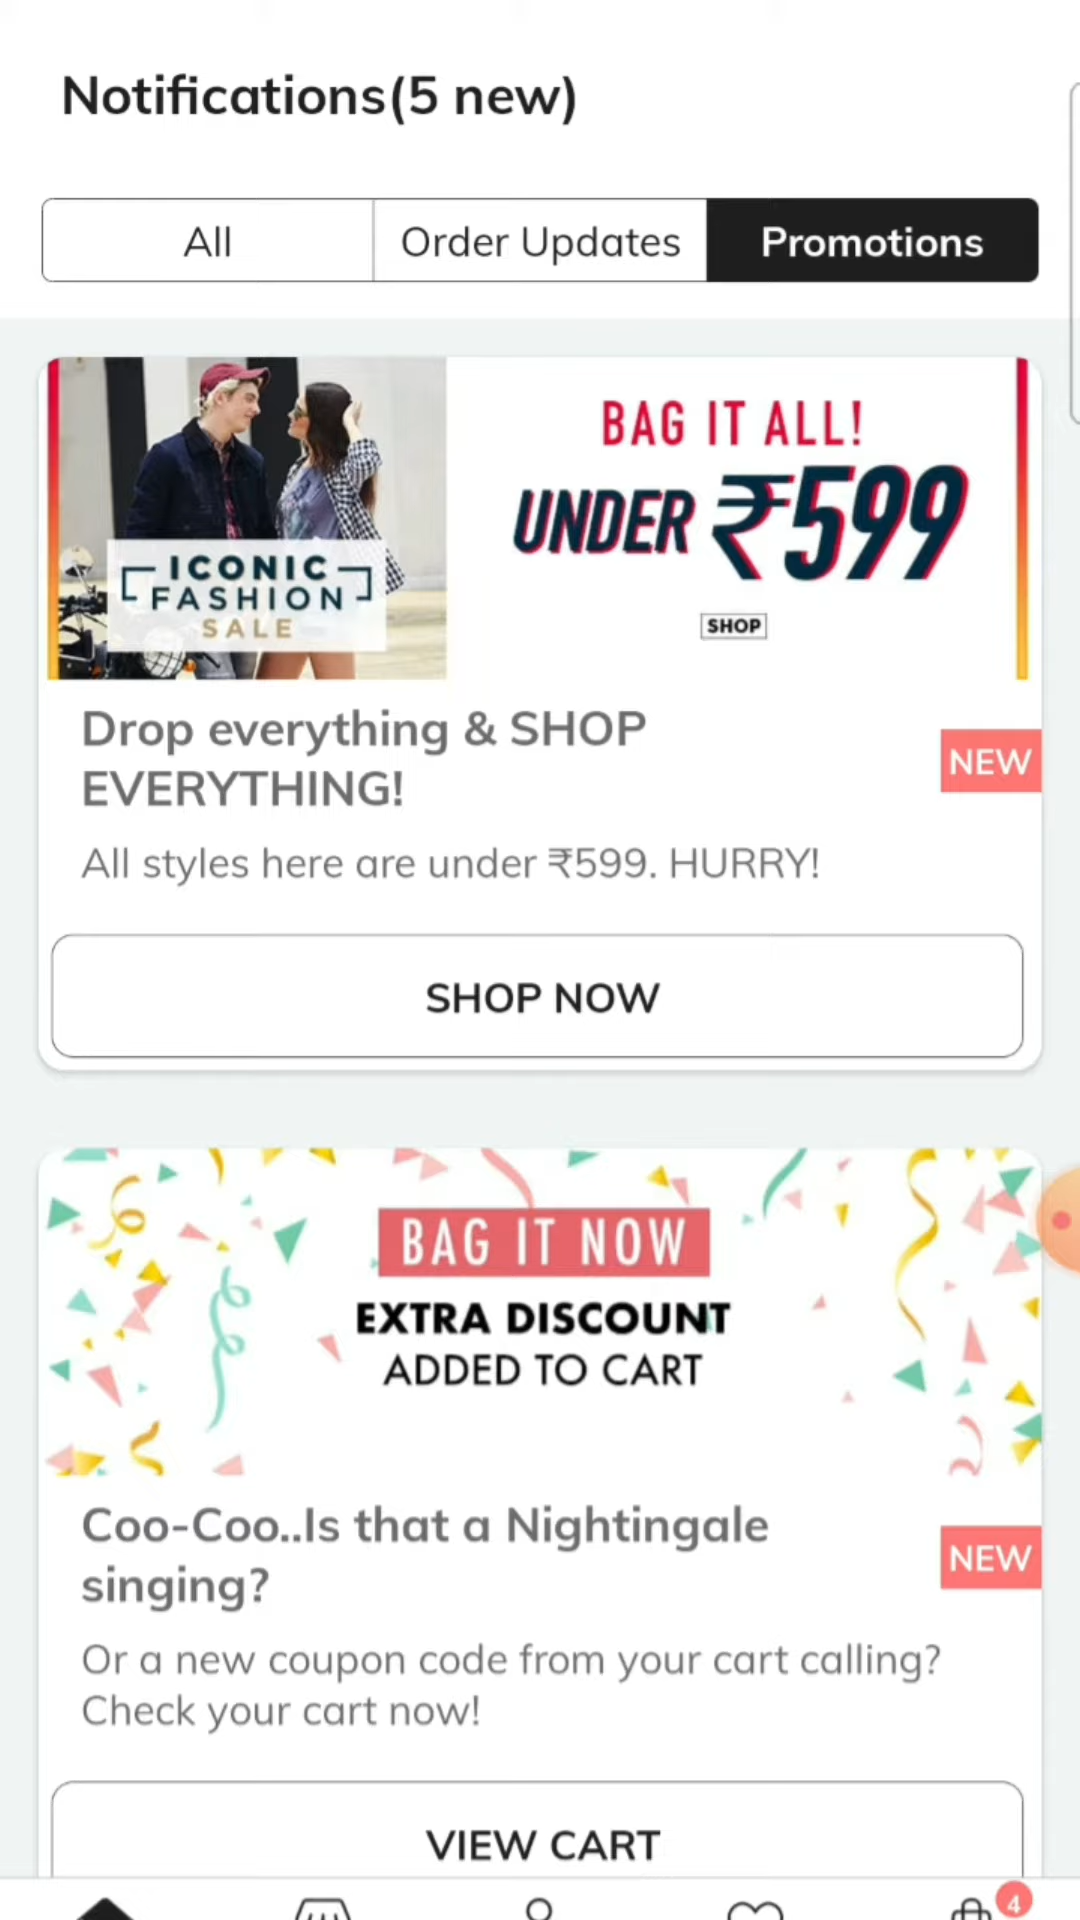 Notifications(5 new)
All
Order Updates
Promotions
BAG IT ALL!
UNDER ₹599
SHOP
ICONIC
FASHION
SALE
Drop everything & SHOP
EVERYTHING!
NEW
All styles here are under ₹599. HURRY!
SHOP NOW
BAG IT NOW
EXTRA DISCOUNT
ADDED TO CART
Coo-Coo..Is that a Nightingale
singing?
NEW
Or a new coupon code from your cart calling?
Check your cart now!
VIEW CART
4